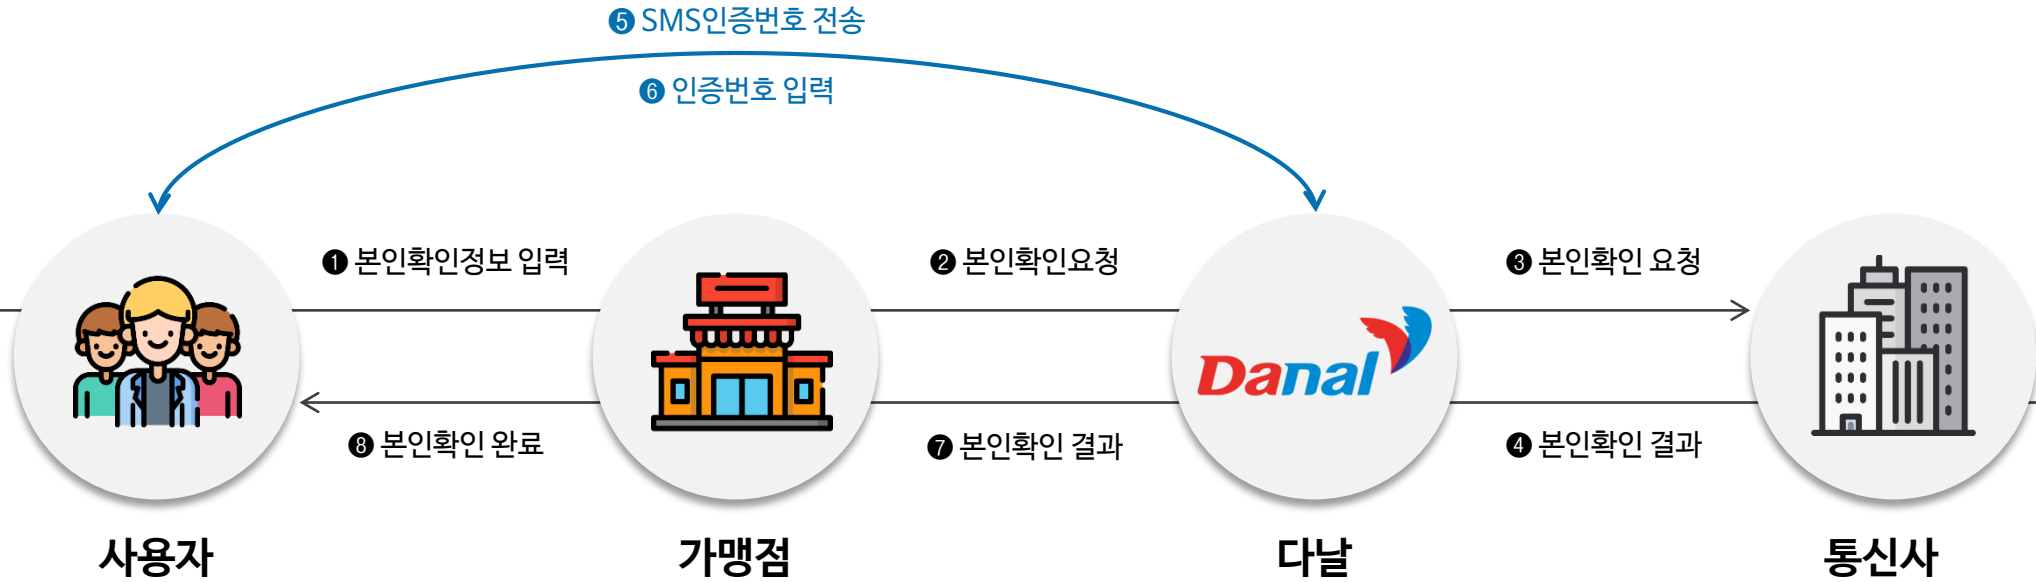 ❺ SMS인증번호 전송
❻ 인증번호 입력
❶ 본인확인정보 입력
❷ 본인확인요청
❸ 본인확인 요청
Danal
❽ 본인확인 완료
❼ 본인확인 결과
❹ 본인확인 결과
사용자
가맹점
다날
통신사